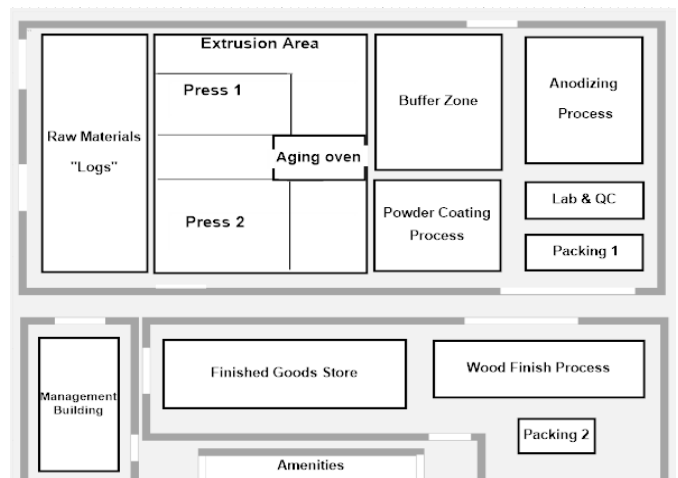 Extrusion Area
Press 1
Buffer Zone
Anodizing
Process
Raw Materials
"Logs"
Aging oven
Press 2
Powder Coating
Process
Lab & QC
Packing 1
Management
Building
Finished Goods Store
Wood Finish Process
Packing 2
Amenities